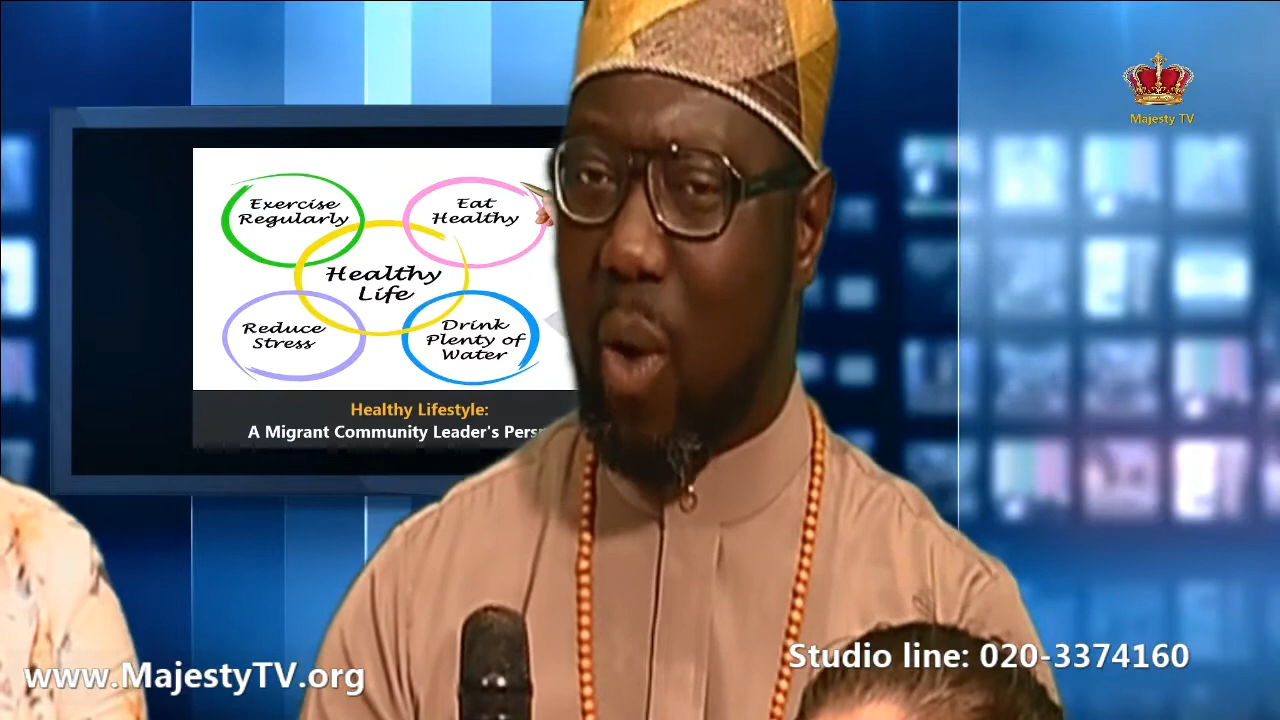 Majesty TV
Exercise
Regularly
Eat
Healthy
Healthy
Life
Reduce
Stress
Drink
Plenty of
Water
Healthy Lifestyle:
A Migrant Community Leader's
www.MajestyTV.org
Studio line: 020-3374160